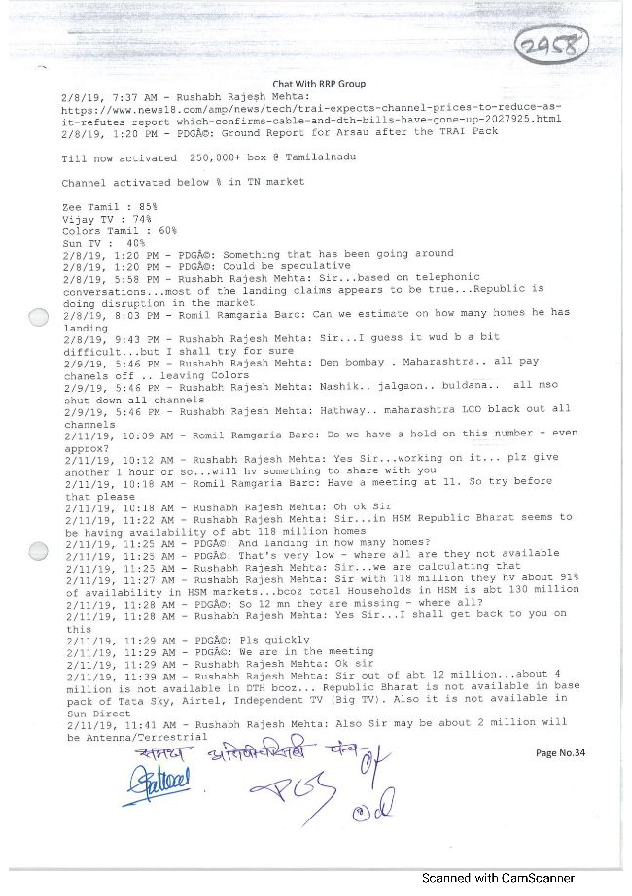 2958
Chat With RRP Group
2/8/19, 7:37 AM - Rushabh Rajesh Mehta:
https://www.news18.com/amp/news/tech/trai-expects-channel-prices-to-reduce-as-
it-refutes report which-confirms-cable-and-dth-bills-have-gone-up-2027925.html
2/8/19, 1:20 PM - PDGÂ©: Ground Report for Arsau after the TRAI Pack
Till now activated 250,000+ box @ Tamilalnadu
Channel activated below % in TN market
Zee Tamil : 85%
Vijay TV : 74%
Colors Tamil : 60%
Sun TV : 40%
2/8/19, 1:20 PM - PDGÂ©: Something that has been going around
2/8/19, 1:20 PM - PDGÂ©: Could be speculative
2/8/19, 5:58 PM - Rushabh Rajesh Mehta: Sir...based on telephonic
conversations...most of the landing claims appears to be true...Republic is
doing disruption in the market
2/8/19, 8:03 PM - Romil Ramgaria Barc: Can we estimate on how many homes he has
landing
2/8/19, 9:43 PM - Rushabh Rajesh Mehta: Sir...I guess it wud b a bit
difficult...but I shall try for sure
2/9/19, 5:46 PM - Rushabh Rajesh Mehta: Den bombay . Maharashtra.. all pay
chanels off .. leaving Colors
2/9/19, 5:46 PM - Rushabh Rajesh Mehta: Nashik.. jalgaon.. buldana.. all mso
shut down all channels
2/9/19, 5:46 PM - Rushabh Rajesh Mehta: Hathway.. maharashtra LCO black out all
channels
2/11/19, 10:09 AM - Romil Ramgaria Barc: Do we have a hold on this number - even
approx?
2/11/19, 10:12 AM - Rushabh Rajesh Mehta: Yes Sir...working on it... plz give
another 1 hour or so...will hv something to share with you
2/11/19, 10:18 AM - Romil Ramgaria Barc: Have a meeting at 11. So try before
that please
2/11/19, 10:18 AM - Rushabh Rajesh Mehta: Oh ok Sir
2/11/19, 11:22 AM - Rushabh Rajesh Mehta: Sir...in HSM Republic Bharat seems to
be having availability of abt 118 million homes
2/11/19, 11:25 AM - PDGÂ©: And landing in how many homes?
2/11/19, 11:25 AM - PDGÂ©: That's very low - where all are they not available
2/11/19, 11:25 AM - Rushabh Rajesh Mehta: Sir...we are calculating that
2/11/19, 11:27 AM - Rushabh Rajesh Mehta: Sir with 118 million they hv about 91%
of availability in HSM markets...bcoz total Households in HSM is abt 130 million
2/11/19, 11:28 AM - PDGÂ©: So 12 mn they are missing - where all?
2/11/19, 11:28 AM - Rushabh Rajesh Mehta: Yes Sir...I shall get back to you on
this
2/11/19, 11:29 AM - PDGÂ©: Pls quickly
2/11/19, 11:29 AM - PDGÂ©: We are in the meeting
2/11/19, 11:29 AM - Rushabh Rajesh Mehta: Ok sir
2/11/19, 11:39 AM - Rushabh Rajesh Mehta: Sir out of abt 12 million...about 4
million is not available in DTH bcoz... Republic Bharat is not available in base
pack of Tata Sky, Airtel, Independent TV (Big TV). Also it is not available in
Sun Direct
2/11/19, 11:41 AM - Rushabh Rajesh Mehta: Also Sir may be about 2 million will
be Antenna/Terrestrial
समक्ष
Page No.34
Scanned with CamScanner